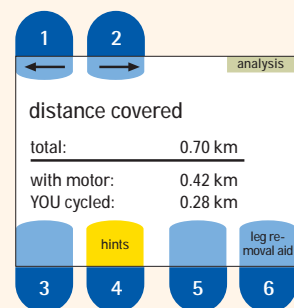 1 2
analysis
distance covered
total: 0.70 km
with motor: 0.42 km
YOU cycled: 0.28 km
hints
leg re-
moval aid
3 4 5 6